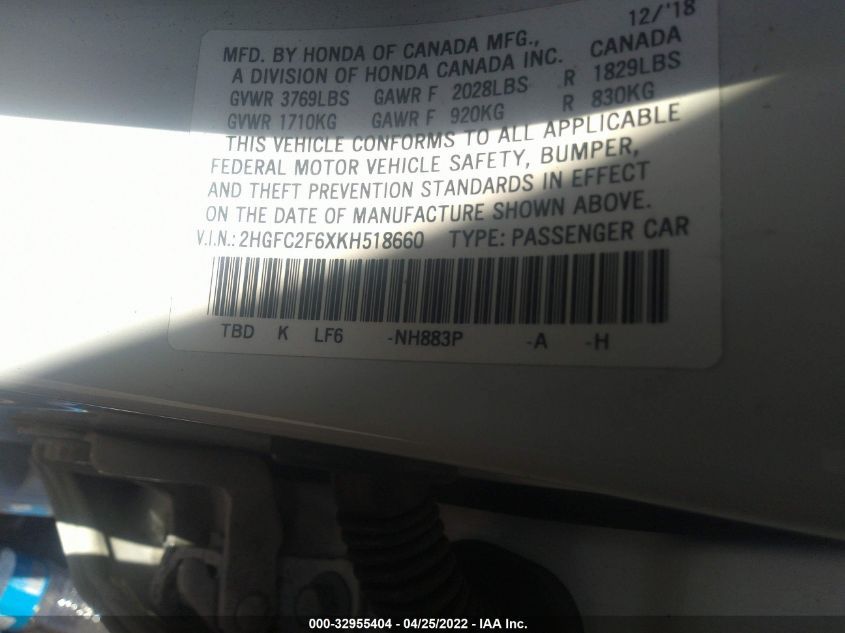 12/'18
MFD. BY HONDA OF CANADA MFG., CANADA
A DIVISION OF HONDA CANADA INC.
GVWR 3769LBS GAWR F 2028LBS R 1829LBS
GVWR 1710KG GAWR F 920KG R 830KG
THIS VEHICLE CONFORMS TO ALL APPLICABLE
FEDERAL MOTOR VEHICLE SAFETY, BUMPER,
AND THEFT PREVENTION STANDARDS IN EFFECT
ON THE DATE OF MANUFACTURE SHOWN ABOVE.
V.I.N.: 2HGFC2F6XKH518660 TYPE: PASSENGER CAR
TBD K LF6 -NH883P -A -H
000-32955404 - 04/25/2022 - IAA Inc.